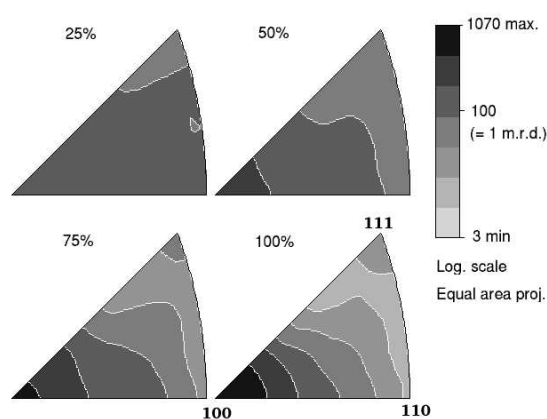 25%
50%
1070 max.
100
(= 1 m.r.d.)
3 min
75%
100%
111
Log. scale
Equal area proj.
100
110